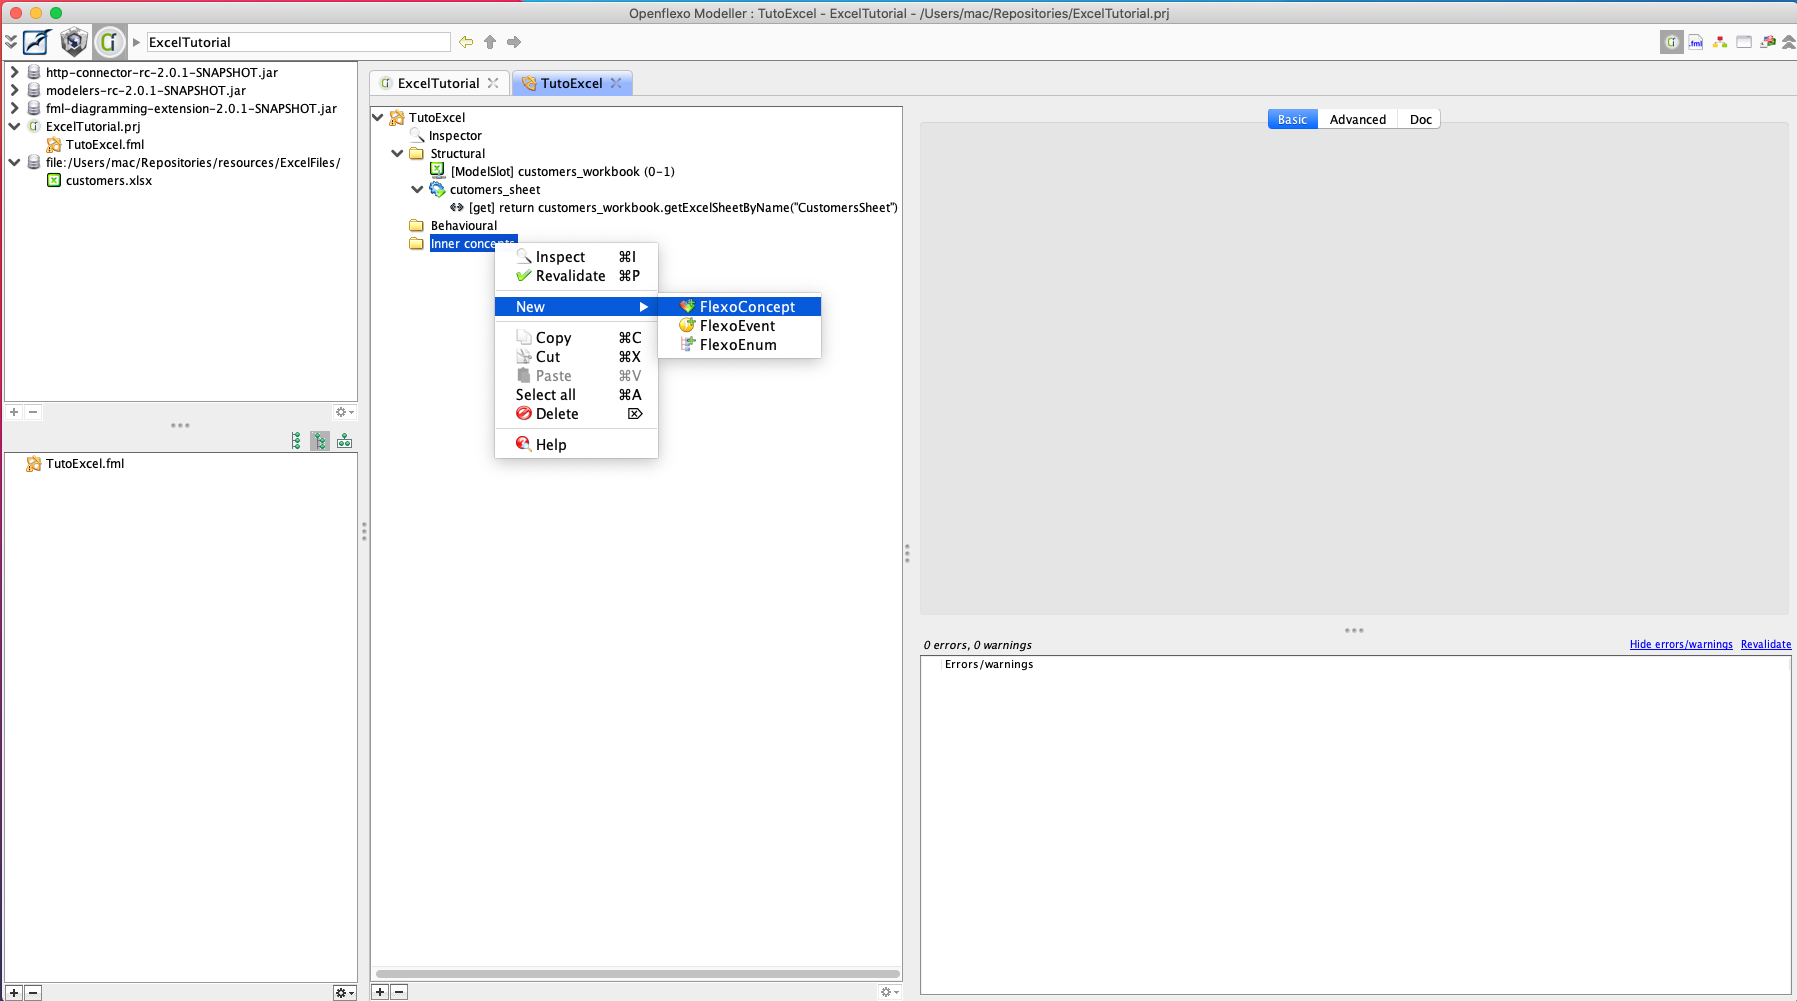 Openflexo Modeller : TutoExcel - ExcelTutorial - /Users/mac/Repositories/ExcelTutorial.prj
ExcelTutorial
http-connector-rc-2.0.1-SNAPSHOT.jar
modelers-rc-2.0.1-SNAPSHOT.jar
fml-diagramming-extension-2.0.1-SNAPSHOT.jar
ExcelTutorial.prj
TutoExcel.fml
file:/Users/mac/Repositories/resources/ExcelFiles/
customers.xlsx
TutoExcel.fml
ExcelTutorial
TutoExcel
TutoExcel
Inspector
Structural
[ModelSlot] customers_workbook (0-1)
cutomers_sheet
[get] return customers_workbook.getExcelSheetByName("CustomersSheet")
Behavioural
Inner concepts
Inspect ⌘I
Revalidate ⌘P
New
Copy ⌘C
Cut ⌘X
Paste ⌘V
Select all ⌘A
Delete ⌦
Help
FlexoConcept
FlexoEvent
FlexoEnum
Basic Advanced Doc
0 errors, 0 warnings
Hide errors/warnings Revalidate
Errors/warnings